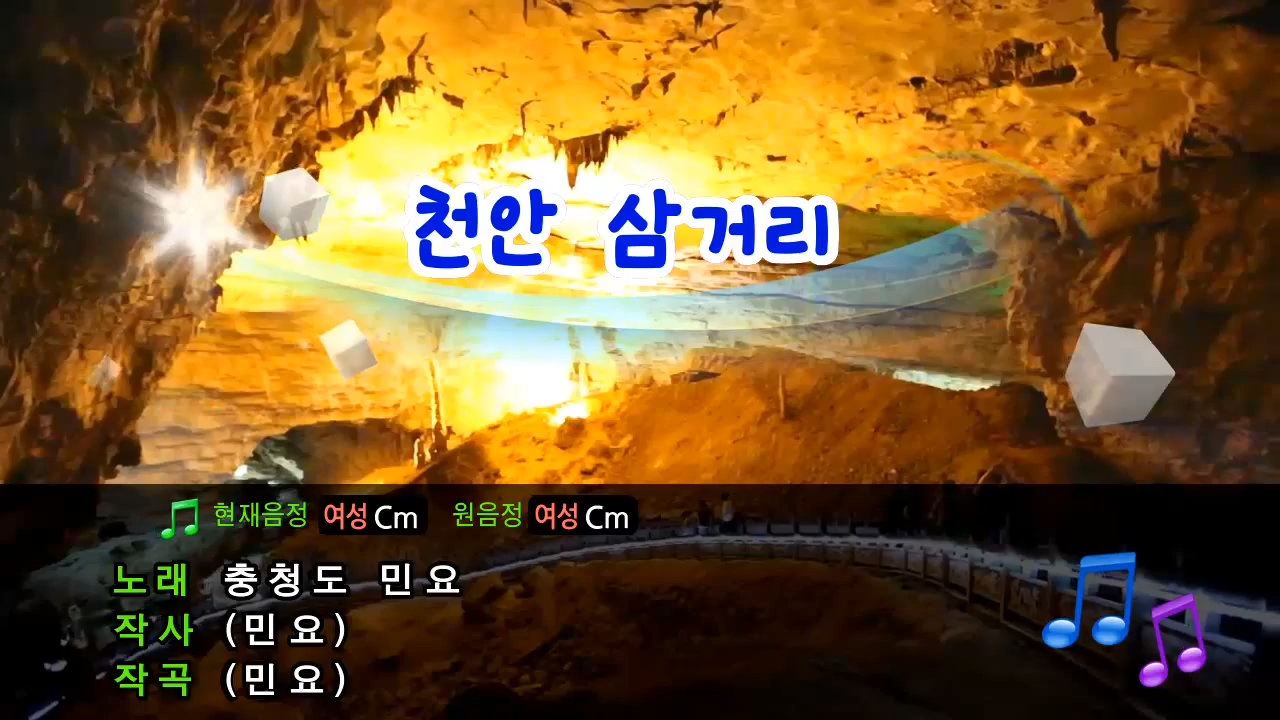 천안 삼거리
현재음정 여성 Cm 원음정 여성 Cm
노래 충청도 민요
작사 (민요)
작곡 (민요)